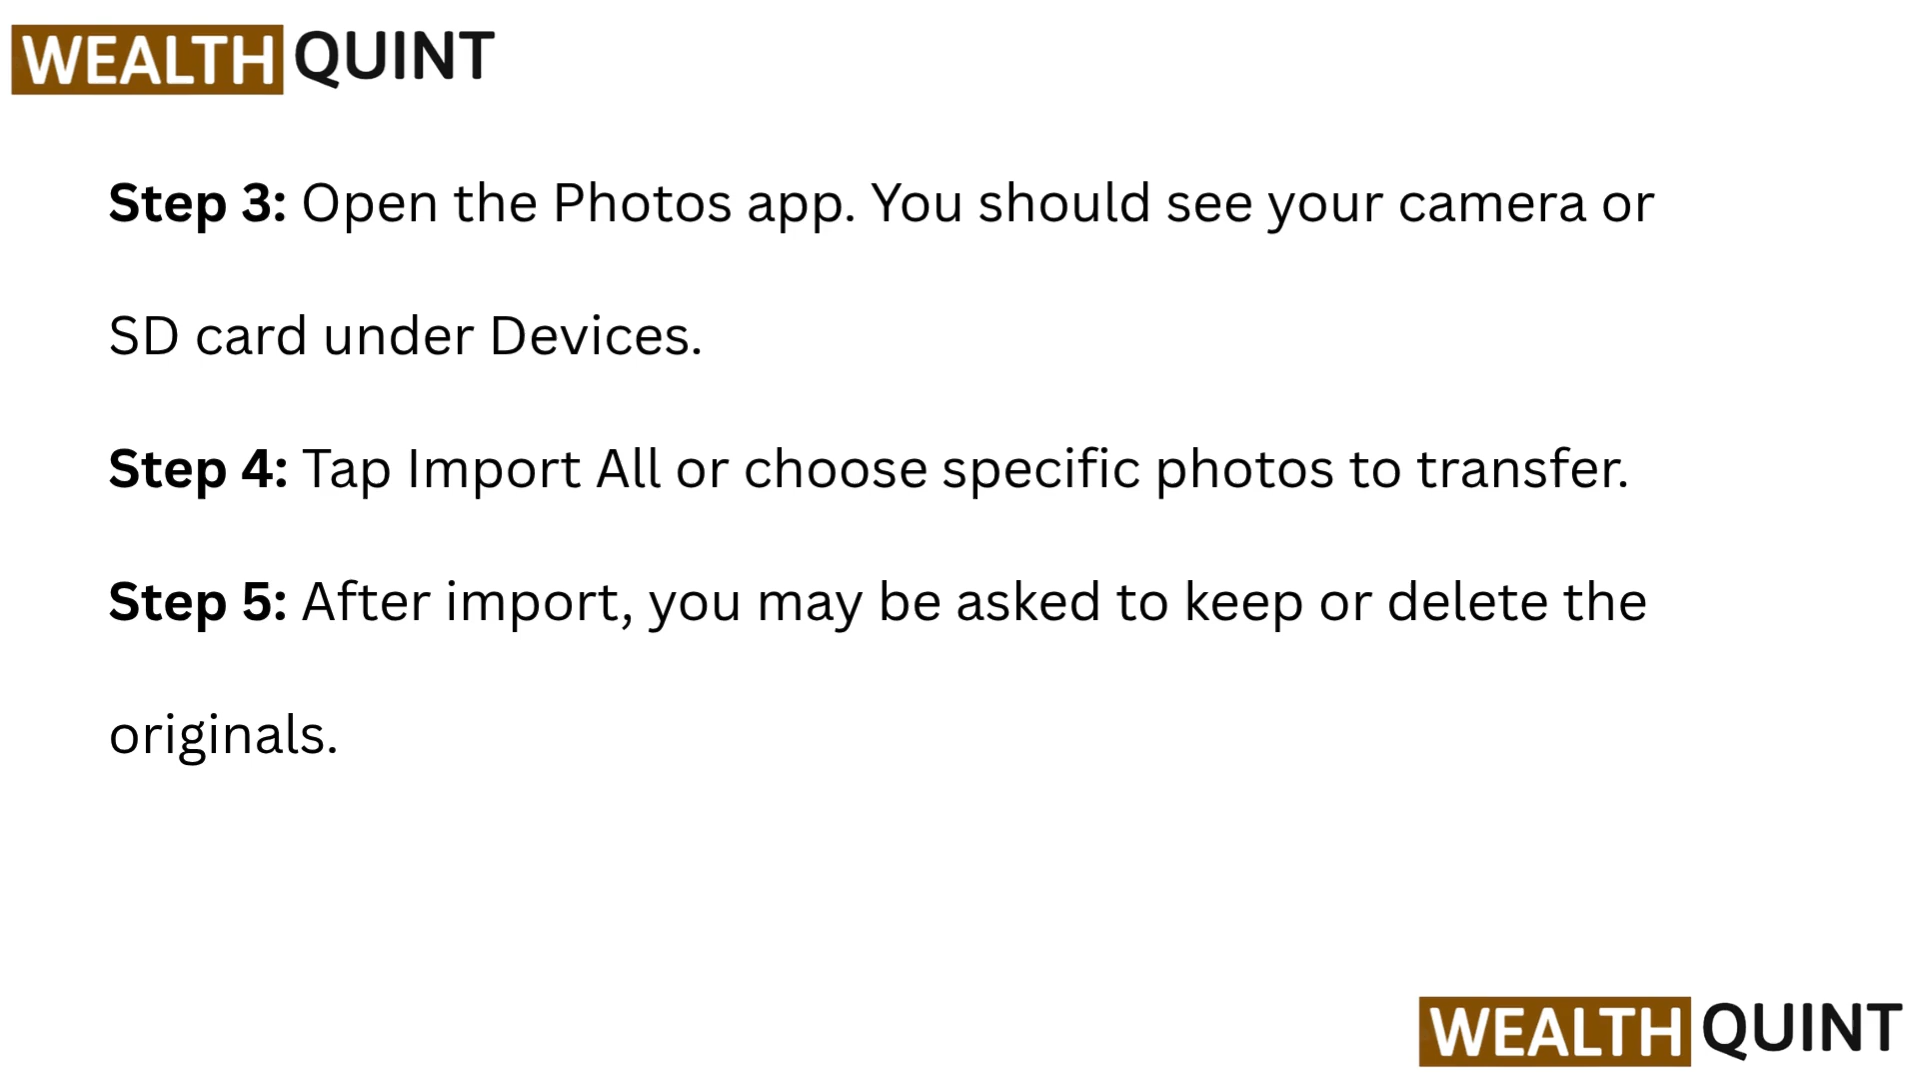 WEALTH QUINT
Step 3: Open the Photos app. You should see your camera or
SD card under Devices.
Step 4: Tap Import All or choose specific photos to transfer.
Step 5: After import, you may be asked to keep or delete the
originals.
WEALTH QUINT